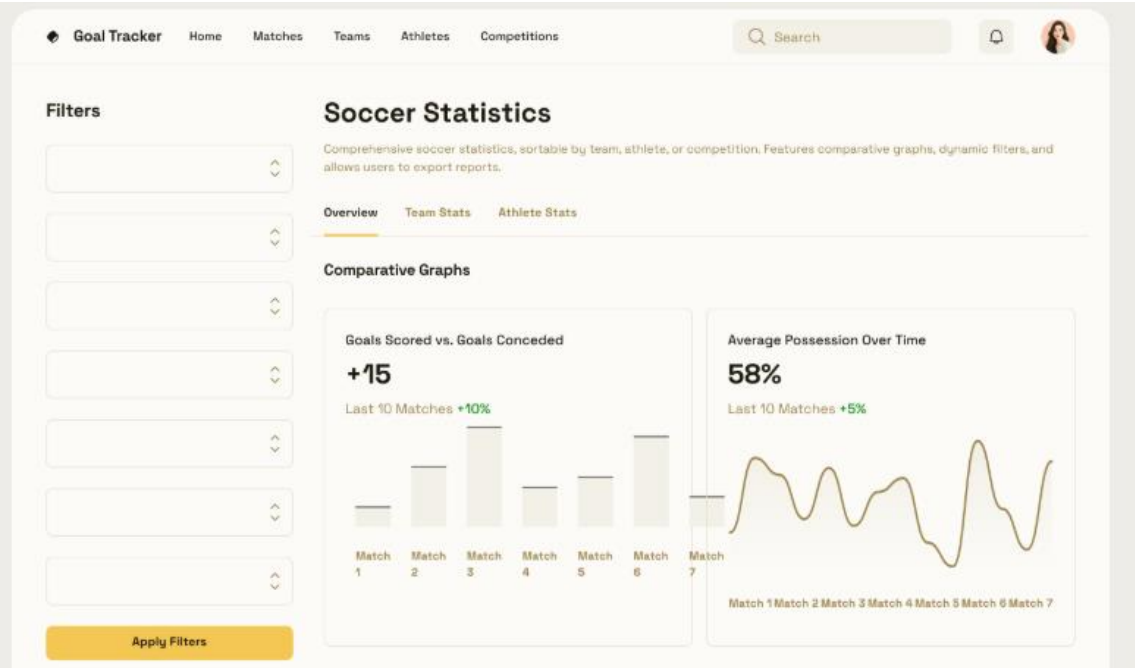 Goal Tracker Home Matches Teams Athletes Competitions Search
Filters
Apply Filters
Soccer Statistics
Comprehensive soccer statistics, sortable by team, athlete, or competition. Features comparative graphs, dynamic filters, and
allows users to export reports.
Overview Team Stats Athlete Stats
Comparative Graphs
Goals Scored vs. Goals Conceded
+15
Last 10 Matches +10%
Match 1
Match 2
Match 3
Match 4
Match 5
Match 6
Match 7
Average Possession Over Time
58%
Last 10 Matches +5%
Match 1 Match 2 Match 3 Match 4 Match 5 Match 6 Match 7